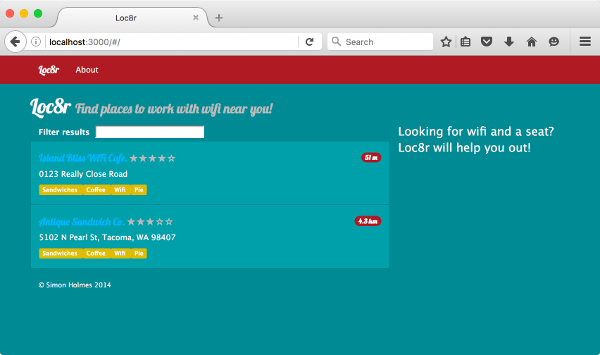 Loc8r
localhost:3000/#/
Search
Loc8r About
Loc8r Find places to work with wifi near you!
Filter results
Island Bliss WiFi Cafe. ★★★★☆ 51 m
0123 Really Close Road
Sandwiches Coffee Wifi Pie
Antique Sandwich Co. ★★★☆☆ 4.3 km
5102 N Pearl St, Tacoma, WA 98407
Sandwiches Coffee Wifi Pie
Looking for wifi and a seat?
Loc8r will help you out!
© Simon Holmes 2014